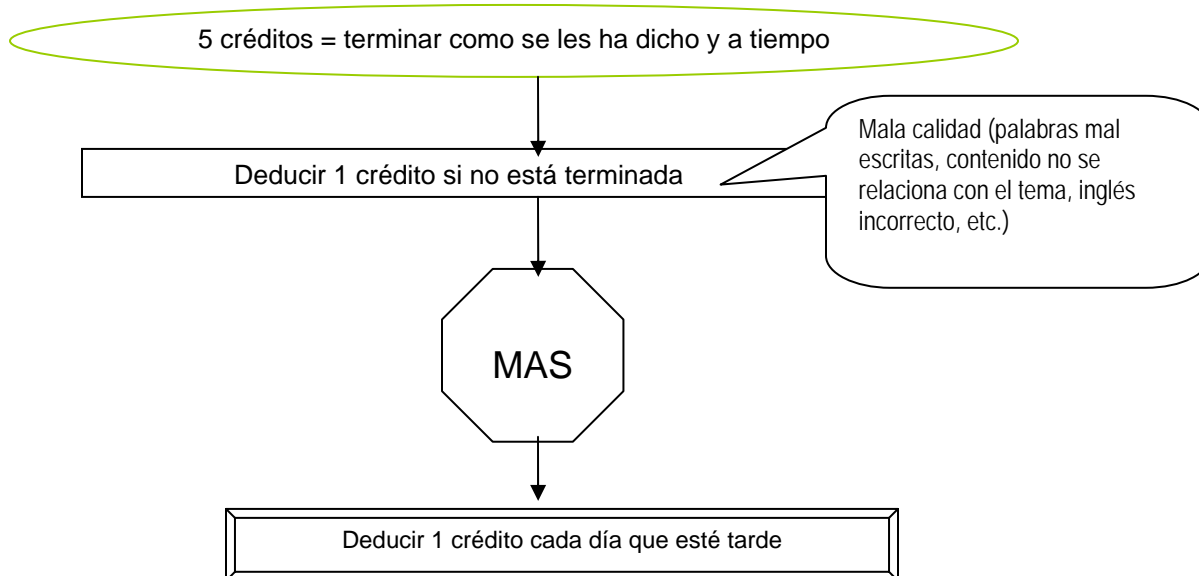 5 créditos = terminar como se les ha dicho y a tiempo
Deducir 1 crédito si no está terminada
Mala calidad (palabras mal
escritas, contenido no se
relaciona con el tema, inglés
incorrecto, etc.)
MAS
Deducir 1 crédito cada día que esté tarde